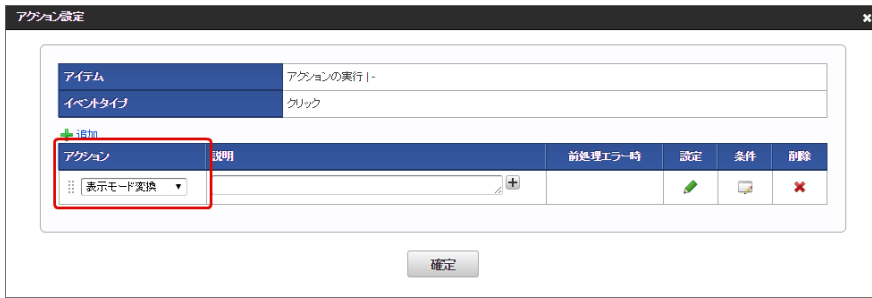 アクション設定
アイテム アクションの実行 | -
イベントタイプ クリック
追加
アクション 説明 前処理エラー時 設定 条件 削除
表示モード変換
確定